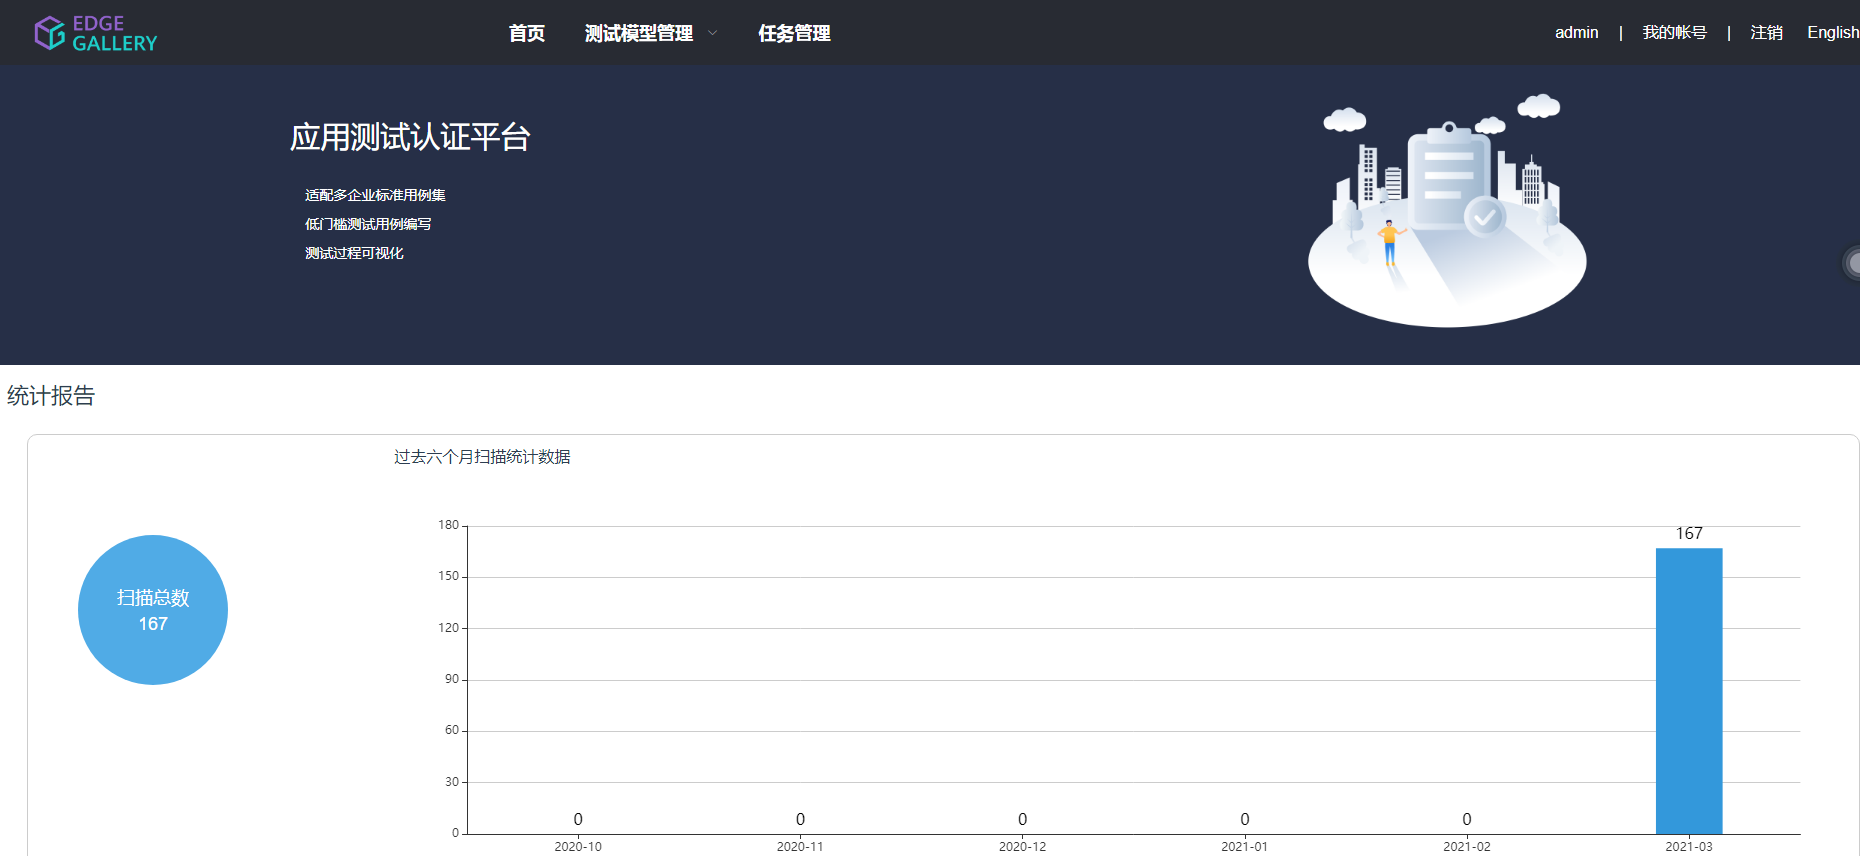 EDGE
GALLERY
首页 测试模型管理 任务管理 admin | 我的帐号 | 注销 English
应用测试认证平台
适配多企业标准用例集
低门槛测试用例编写
测试过程可视化
统计报告
过去六个月扫描统计数据
扫描总数
167
180
150
120
90
60
30
0
0 0 0 0 0 167
2020-10 2020-11 2020-12 2021-01 2021-02 2021-03